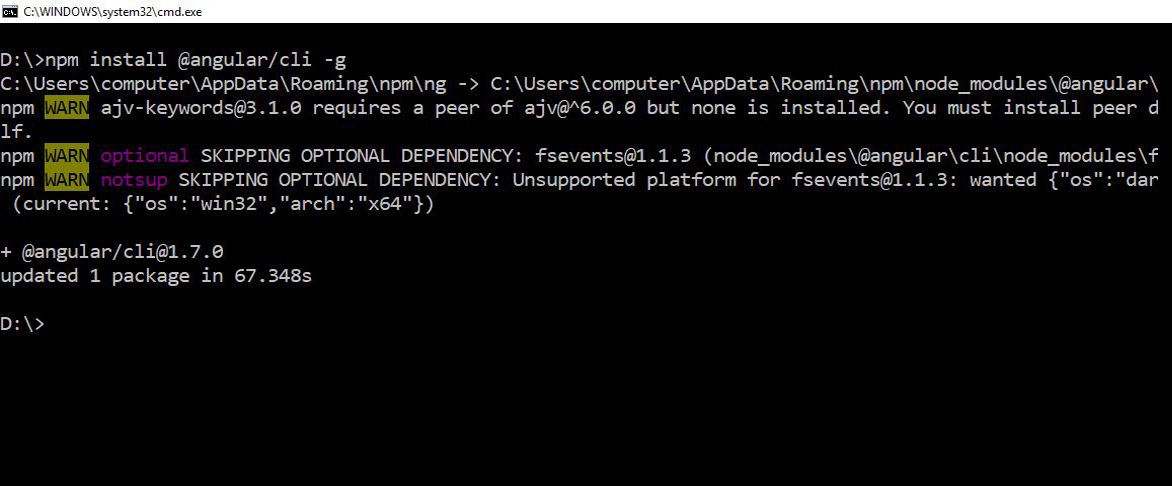 C:\WINDOWS\system32\cmd.exe
D:\>npm install @angular/cli -g
C:\Users\computer\AppData\Roaming\npm\ng -> C:\Users\computer\AppData\Roaming\npm\node_modules\@angular\
npm WARN ajv-keywords@3.1.0 requires a peer of ajv@^6.0.0 but none is installed. You must install peer d
lf.
npm WARN optional SKIPPING OPTIONAL DEPENDENCY: fsevents@1.1.3 (node_modules\@angular\cli\node_modules\f
npm WARN notsup SKIPPING OPTIONAL DEPENDENCY: Unsupported platform for fsevents@1.1.3: wanted {"os":"dar
(current: {"os":"win32","arch":"x64"})
+ @angular/cli@1.7.0
updated 1 package in 67.348s
D:\>